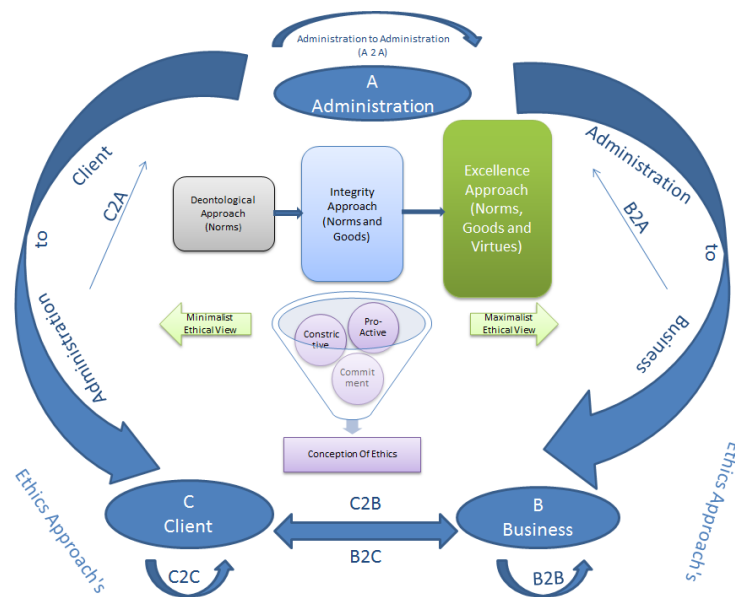 Administration to Administration
(A 2 A)
A
Administration
Client
to
Administration
C2A
Administration
to
Business
B2A
Deontological
Approach
(Norms)
Integrity
Approach
(Norms and
Goods)
Excellence
Approach
(Norms,
Goods and
Virtues)
Minimalist
Ethical View
Maximalist
Ethical View
Constric
tive
Pro-
Active
Commit
ment
Conception Of Ethics
Ethics Approach's
Ethics Approach's
C
Client
C2B
B2C
B
Business
C2C
B2B